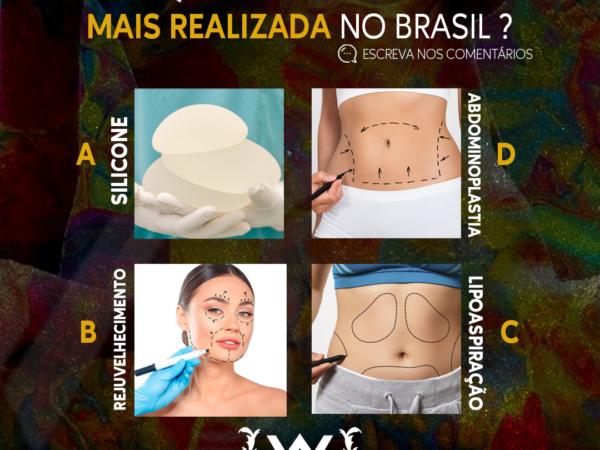 MAIS REALIZADA NO BRASIL ?
ESCREVA NOS COMENTÁRIOS
A
SILICONE
ABDOMINOPLASTIA
D
B
REJUVELHECIMENTO
LIPOASPIRAÇÃO
C